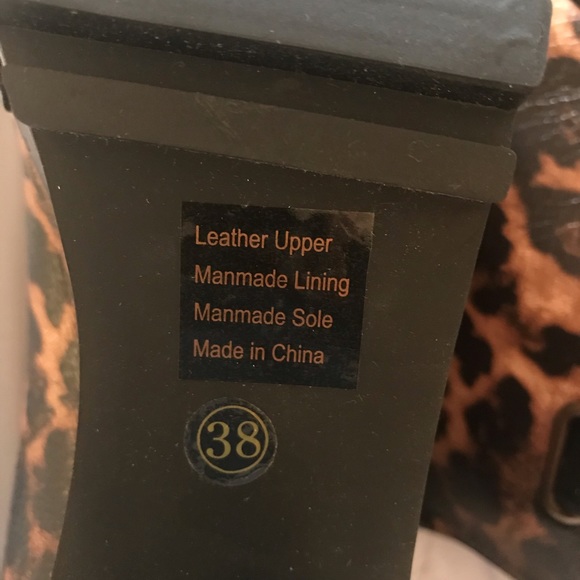 Leather Upper
Manmade Lining
Manmade Sole
Made in China
38